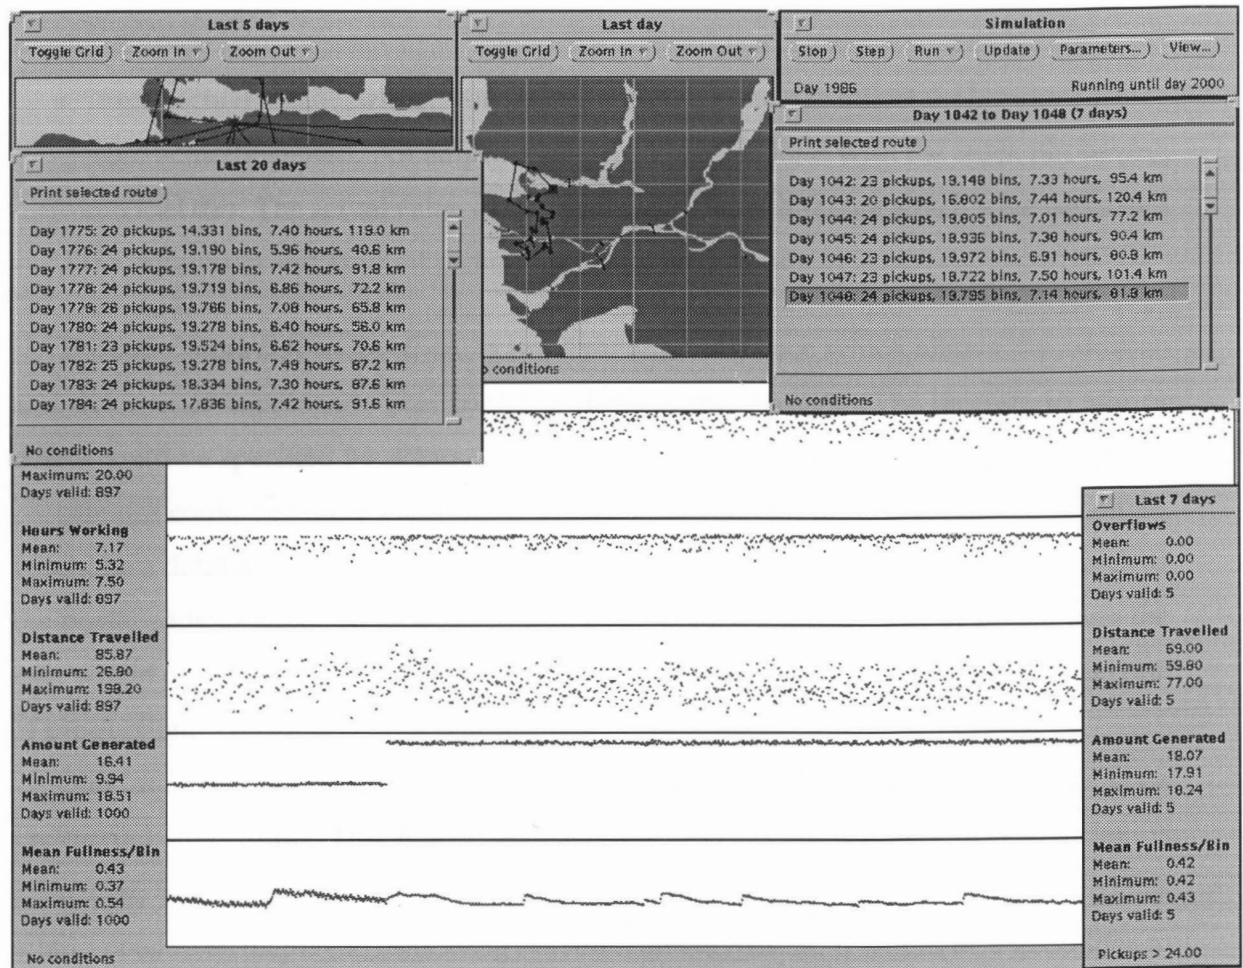 Last 5 days
Toggle Grid Zoom In Zoom Out
Last day
Toggle Grid Zoom In Zoom Out
Simulation
Stop Step Run Update Parameters... View...
Day 1986 Running until day 2000
Last 20 days
Print selected route
Day 1775: 20 pickups, 14.331 bins, 7.40 hours, 119.0 km
Day 1776: 24 pickups, 19.190 bins, 5.96 hours, 40.6 km
Day 1777: 24 pickups, 19.178 bins, 7.42 hours, 91.8 km
Day 1778: 24 pickups, 19.719 bins, 6.86 hours, 72.2 km
Day 1779: 26 pickups, 19.766 bins, 7.08 hours, 65.8 km
Day 1780: 24 pickups, 19.278 bins, 6.40 hours, 56.0 km
Day 1781: 23 pickups, 19.524 bins, 6.62 hours, 70.6 km
Day 1782: 25 pickups, 19.278 bins, 7.49 hours, 87.2 km
Day 1783: 24 pickups, 18.334 bins, 7.30 hours, 87.6 km
Day 1784: 24 pickups, 17.836 bins, 7.42 hours, 91.6 km
No conditions
conditions
Day 1042 to Day 1048 (7 days)
Print selected route
Day 1042: 23 pickups, 19.148 bins, 7.33 hours, 95.4 km
Day 1043: 20 pickups, 16.802 bins, 7.44 hours, 120.4 km
Day 1044: 24 pickups, 19.805 bins, 7.01 hours, 77.2 km
Day 1045: 24 pickups, 19.936 bins, 7.38 hours, 90.4 km
Day 1046: 23 pickups, 19.972 bins, 6.91 hours, 80.8 km
Day 1047: 23 pickups, 19.722 bins, 7.50 hours, 101.4 km
Day 1048: 24 pickups, 19.795 bins, 7.14 hours, 81.8 km
No conditions
Maximum: 20.00
Days valid: 897
Hours Working
Mean: 7.17
Minimum: 5.32
Maximum: 7.50
Days valid: 897
Distance Travelled
Mean: 85.87
Minimum: 26.80
Maximum: 198.20
Days valid: 897
Amount Generated
Mean: 16.41
Minimum: 9.94
Maximum: 18.51
Days valid: 1000
Mean Fullness/Bin
Mean: 0.43
Minimum: 0.37
Maximum: 0.54
Days valid: 1000
No conditions
Last 7 days
Overflows
Mean: 0.00
Minimum: 0.00
Maximum: 0.00
Days valid: 5
Distance Travelled
Mean: 69.00
Minimum: 59.80
Maximum: 77.00
Days valid: 5
Amount Generated
Mean: 18.07
Minimum: 17.91
Maximum: 18.24
Days valid: 5
Mean Fullness/Bin
Mean: 0.42
Minimum: 0.42
Maximum: 0.43
Days valid: 5
Pickups > 24.00